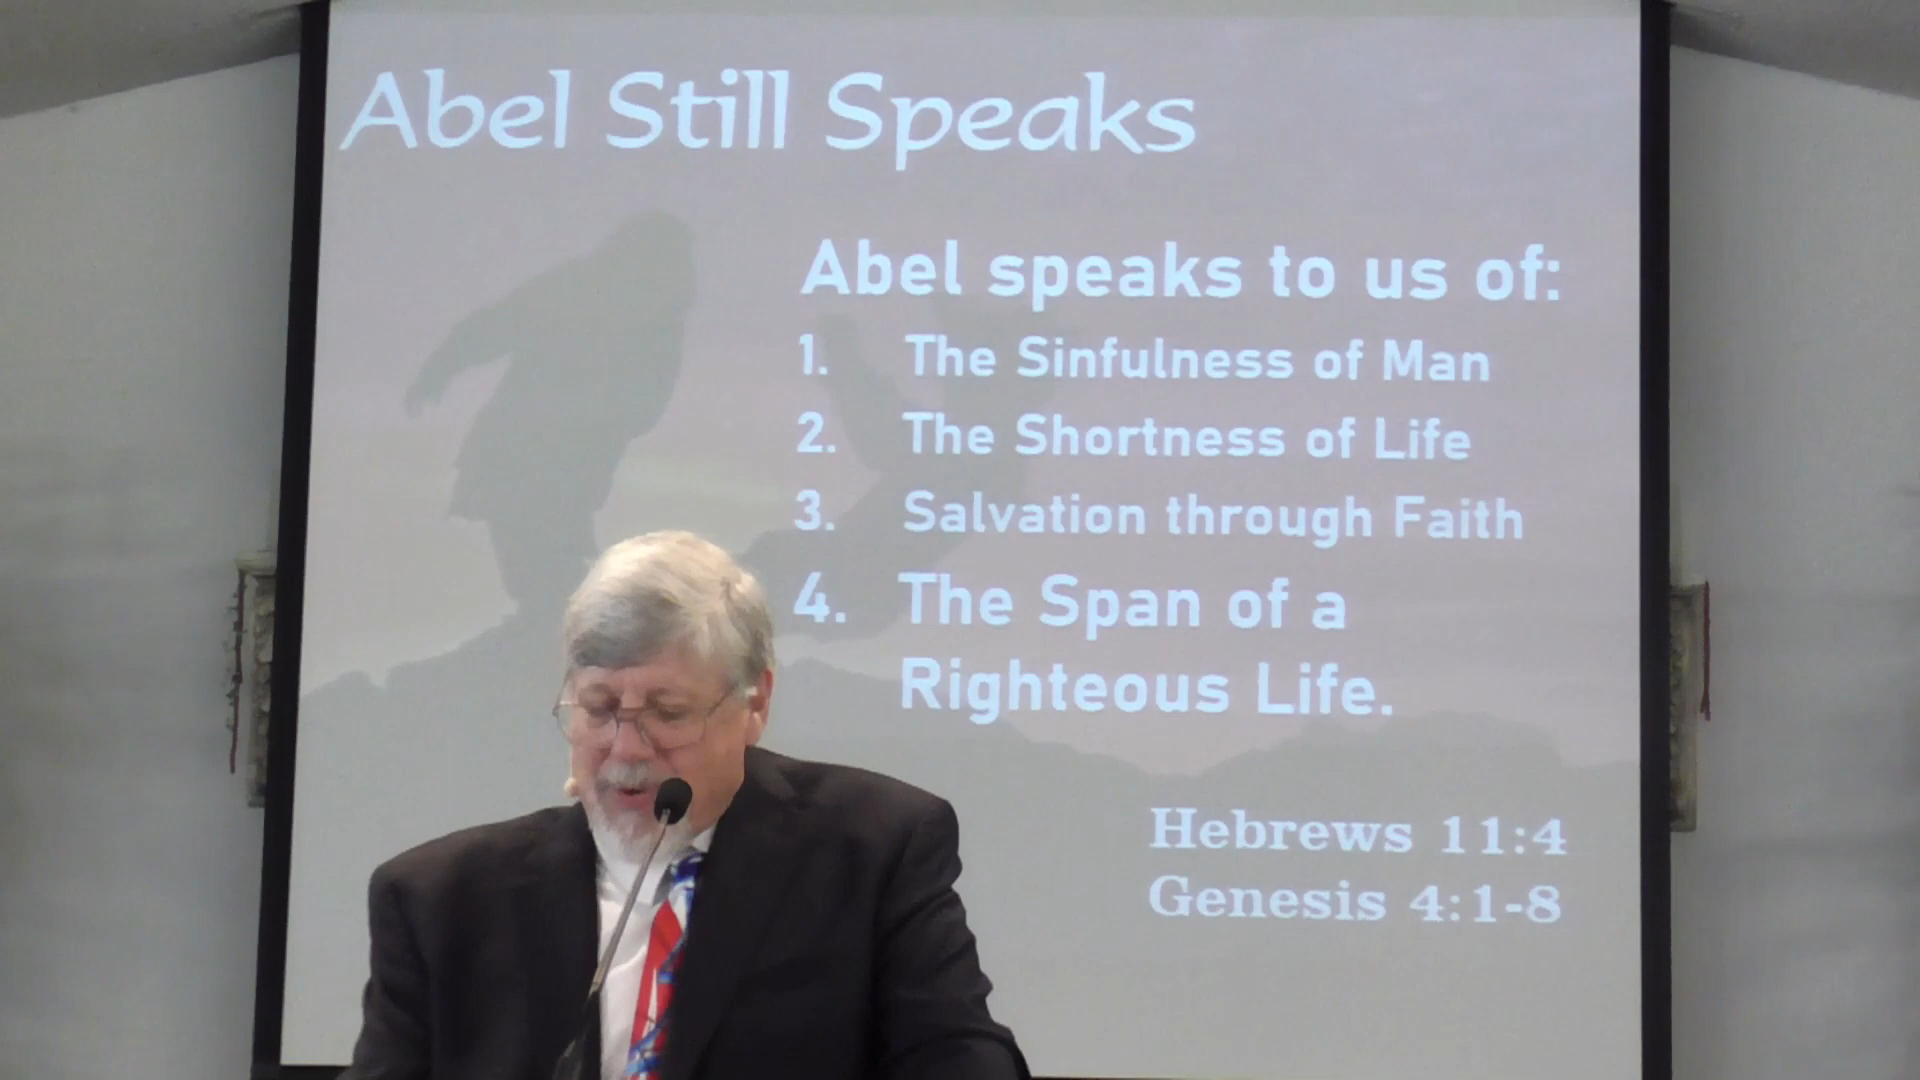 Abel Still Speaks
Abel speaks to us of:
1. The Sinfulness of Man
2. The Shortness of Life
3. Salvation through Faith
4. The Span of a
Righteous Life.
Hebrews 11:4
Genesis 4:1-8